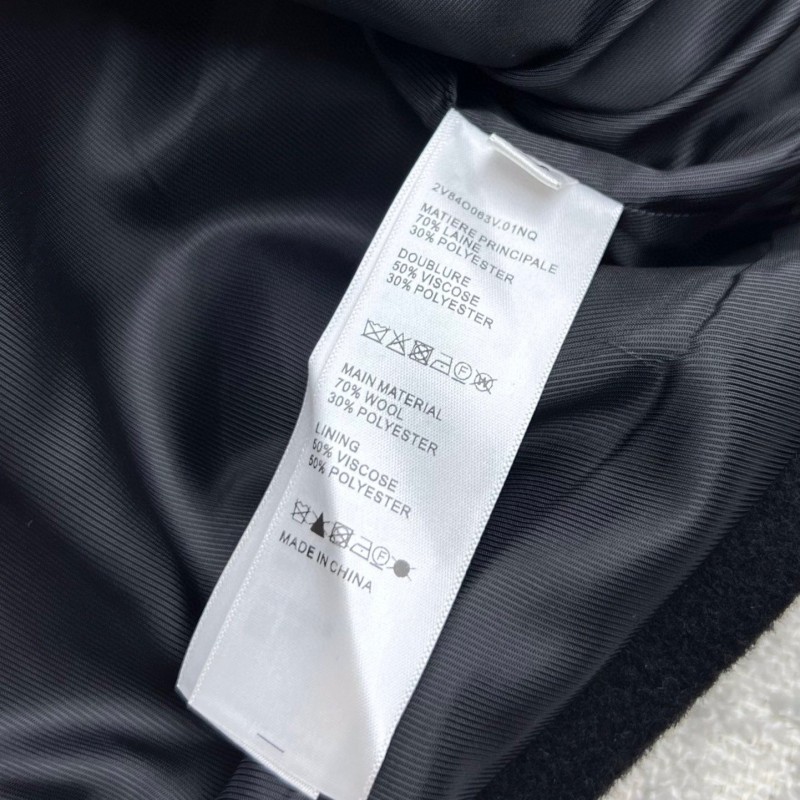 2V84O083V.01NQ
MATIERE PRINCIPALE
70% LAINE
30% POLYESTER
DOUBLURE
50% VISCOSE
30% POLYESTER
MAIN MATERIAL
70% WOOL
30% POLYESTER
LINING
50% VISCOSE
50% POLYESTER
MADE IN CHINA